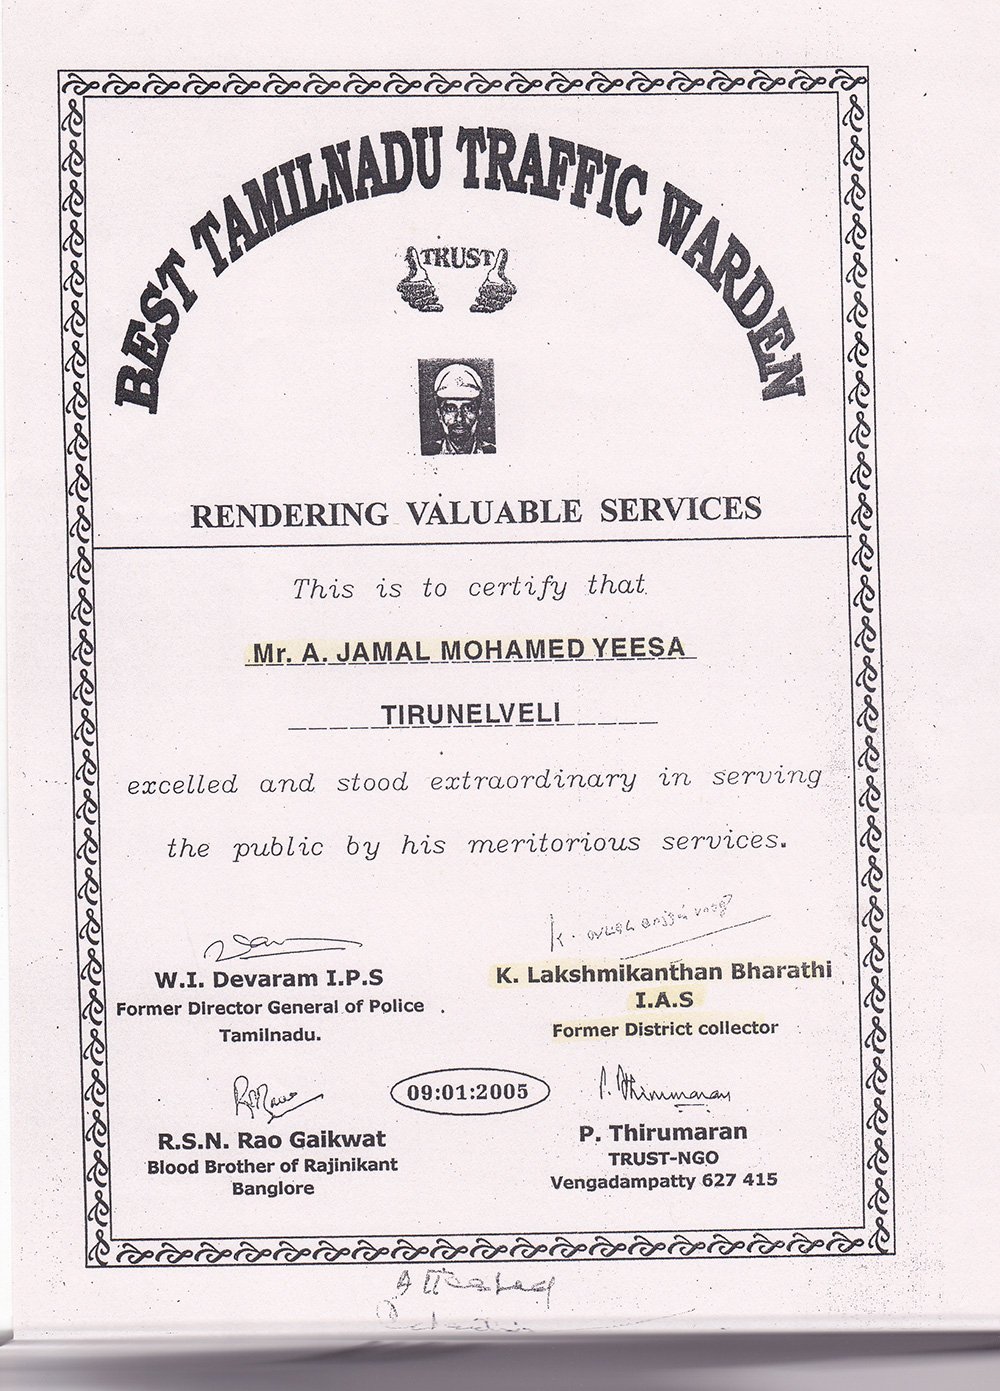 BEST TAMILNADU TRAFFIC WARDEN
TRUST
RENDERING VALUABLE SERVICES
This is to certify that
Mr. A. JAMAL MOHAMED YEESA
TIRUNELVELI
excelled and stood extraordinary in serving
the public by his meritorious services.
W.I. Devaram I.P.S
Former Director General of Police
Tamilnadu.
K. Lakshmikanthan Bharathi
I.A.S
Former District collector
09:01:2005
R.S.N. Rao Gaikwat
Blood Brother of Rajinikant
Banglore
P. Thirumaran
P. Thirumaran
TRUST-NGO
Vengadampatty 627 415
Attested